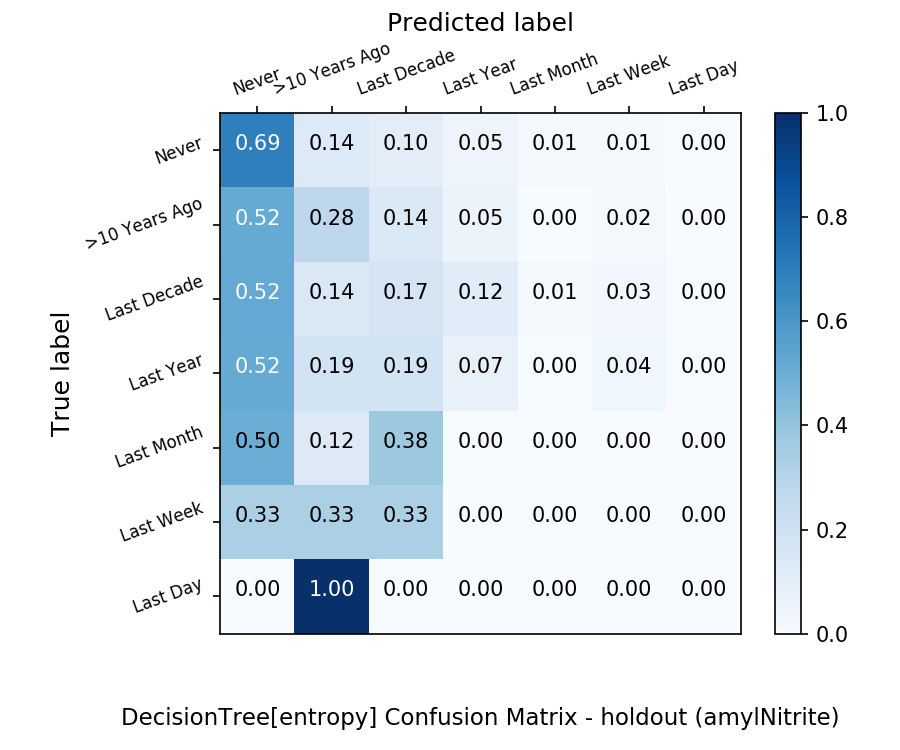 Predicted label
Never >10 Years Ago Last Decade Last Year Last Month Last Week Last Day
True label
Never 0.69 0.14 0.10 0.05 0.01 0.01 0.00
>10 Years Ago 0.52 0.28 0.14 0.05 0.00 0.02 0.00
Last Decade 0.52 0.14 0.17 0.12 0.01 0.03 0.00
Last Year 0.52 0.19 0.19 0.07 0.00 0.04 0.00
Last Month 0.50 0.12 0.38 0.00 0.00 0.00 0.00
Last Week 0.33 0.33 0.33 0.00 0.00 0.00 0.00
Last Day 0.00 1.00 0.00 0.00 0.00 0.00 0.00
1.0
0.8
0.6
0.4
0.2
0.0
DecisionTree[entropy] Confusion Matrix - holdout (amylNitrite)